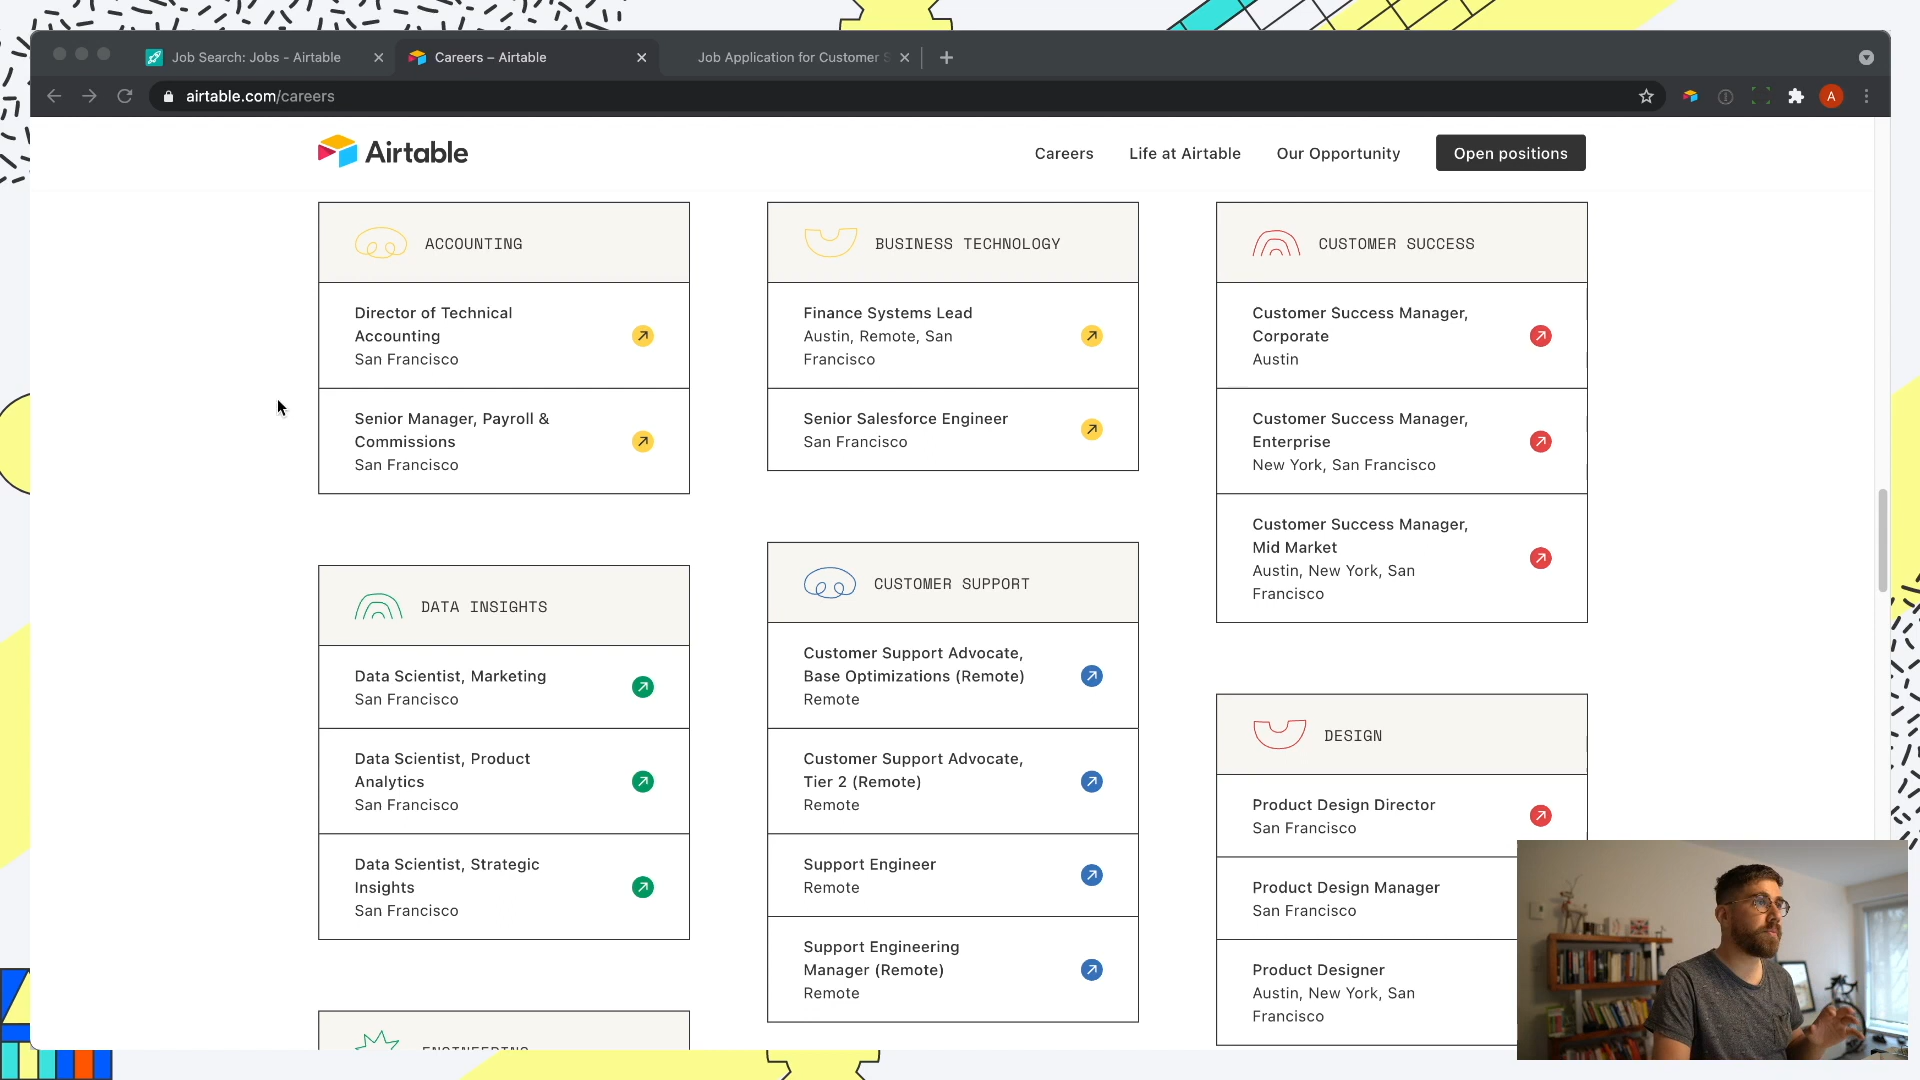 Job Search: Jobs - Airtable
Careers – Airtable
Job Application for Customer S
airtable.com/careers
A
Airtable
Careers
Life at Airtable
Our Opportunity
Open positions
ACCOUNTING
Director of Technical
Accounting
San Francisco
Senior Manager, Payroll &
Commissions
San Francisco
DATA INSIGHTS
Data Scientist, Marketing
San Francisco
Data Scientist, Product
Analytics
San Francisco
Data Scientist, Strategic
Insights
San Francisco
ENGINEERING
BUSINESS TECHNOLOGY
Finance Systems Lead
Austin, Remote, San
Francisco
Senior Salesforce Engineer
San Francisco
CUSTOMER SUPPORT
Customer Support Advocate,
Base Optimizations (Remote)
Remote
Customer Support Advocate,
Tier 2 (Remote)
Remote
Support Engineer
Remote
Support Engineering
Manager (Remote)
Remote
CUSTOMER SUCCESS
Customer Success Manager,
Corporate
Austin
Customer Success Manager,
Enterprise
New York, San Francisco
Customer Success Manager,
Mid Market
Austin, New York, San
Francisco
DESIGN
Product Design Director
San Francisco
Product Design Manager
San Francisco
Product Designer
Austin, New York, San
Francisco